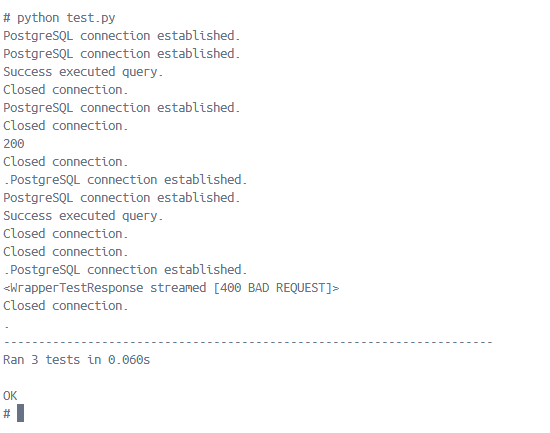 # python test.py
PostgreSQL connection established.
PostgreSQL connection established.
Success executed query.
Closed connection.
PostgreSQL connection established.
Closed connection.
200
Closed connection.
.PostgreSQL connection established.
PostgreSQL connection established.
Success executed query.
Closed connection.
Closed connection.
.PostgreSQL connection established.
<WrapperTestResponse streamed [400 BAD REQUEST]>
Closed connection.
.
----------------------------------------------------------------------
Ran 3 tests in 0.060s
OK
#